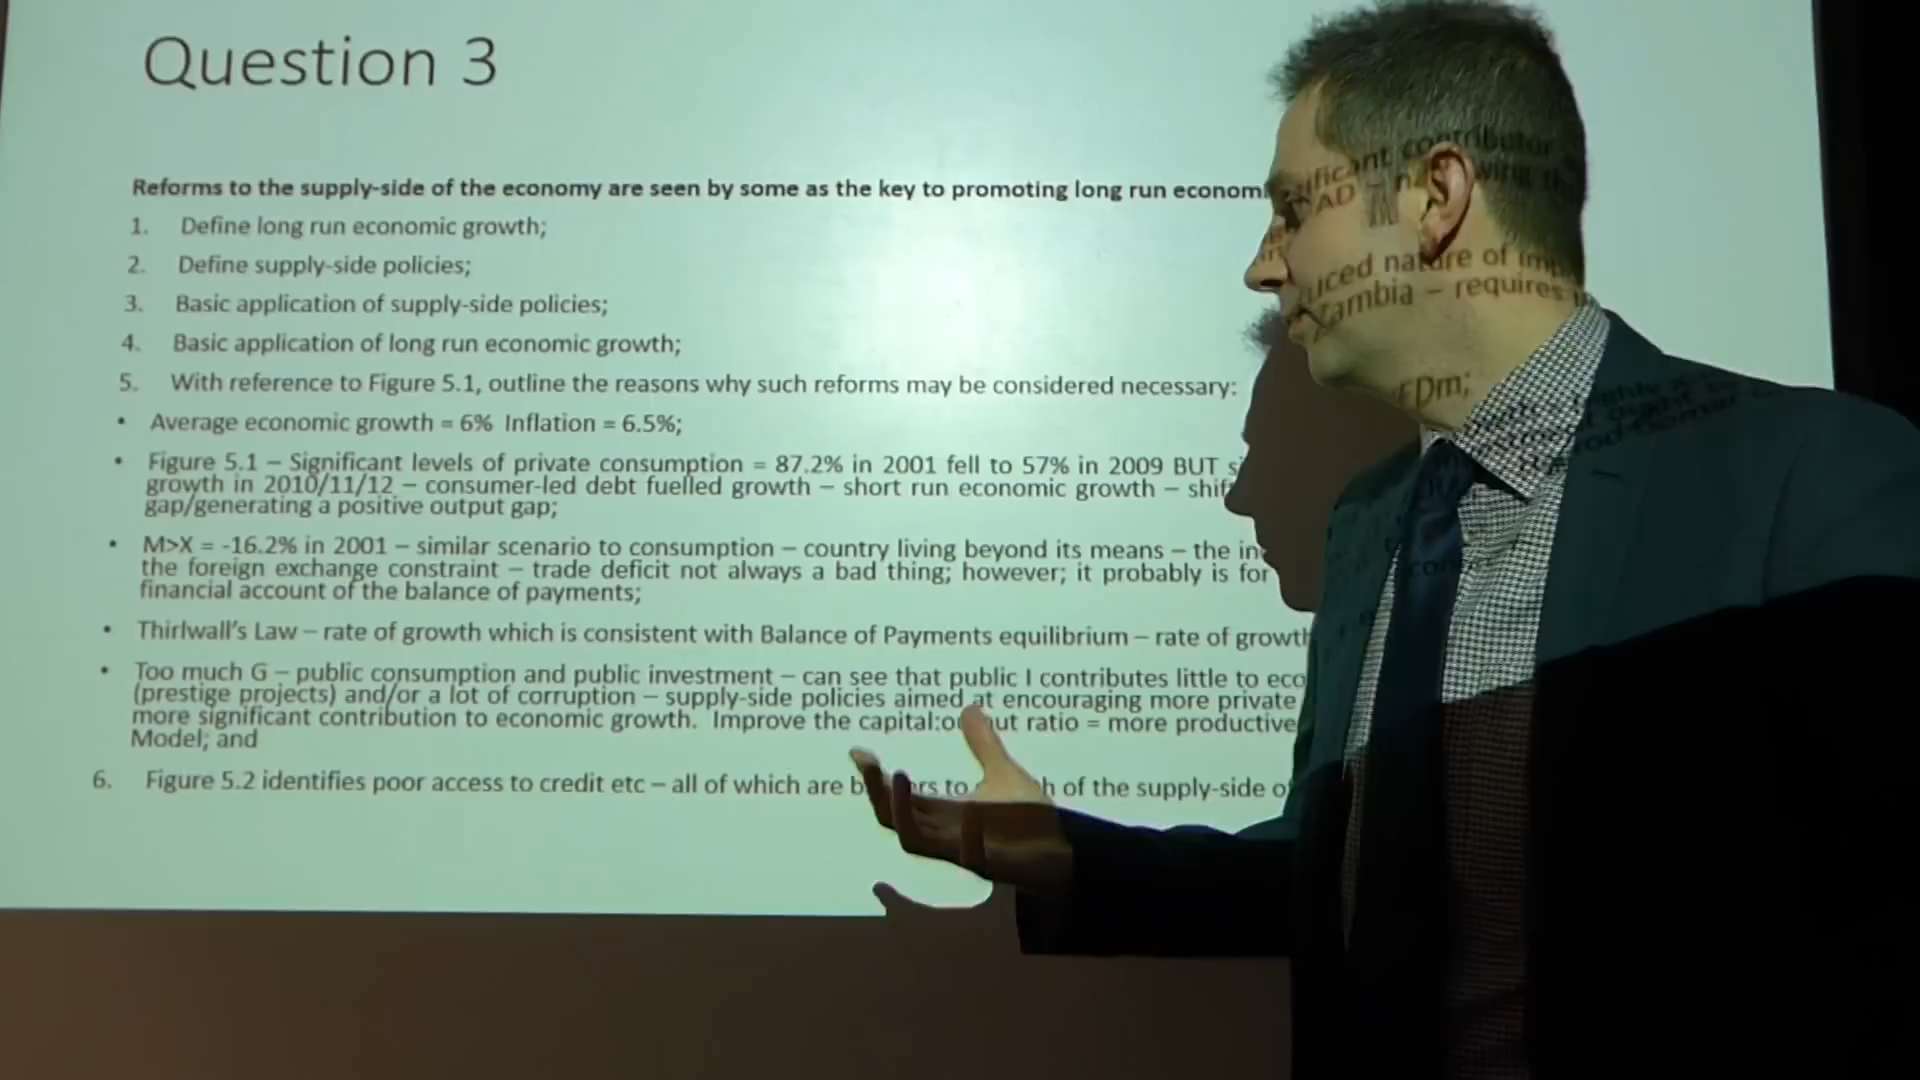 Question 3
Reforms to the supply-side of the economy are seen by some as the key to promoting long run econom
1. Define long run economic growth;
2. Define supply-side policies;
3. Basic application of supply-side policies;
4. Basic application of long run economic growth;
5. With reference to Figure 5.1, outline the reasons why such reforms may be considered necessary:
• Average economic growth = 6% Inflation = 6.5%;
• Figure 5.1 – Significant levels of private consumption = 87.2% in 2001 fell to 57% in 2009 BUT
growth in 2010/11/12 – consumer-led debt fuelled growth – short run economic growth –
gap/generating a positive output gap;
• M>X = -16.2% in 2001 – similar scenario to consumption – country living beyond its means – the
the foreign exchange constraint – trade deficit not always a bad thing; however; it probably is for
financial account of the balance of payments;
• Thirlwall's Law – rate of growth which is consistent with Balance of Payments equilibrium – rate of growth
• Too much G – public consumption and public investment – can see that public I contributes little to eco
(prestige projects) and/or a lot of corruption – supply-side policies aimed at encouraging more private
more significant contribution to economic growth. Improve the ratio = more productive
Model; and
6. Figure 5.2 identifies poor access to credit etc – all of which are to of the supply-side
contributor
AD
nature of
Zambia – requires